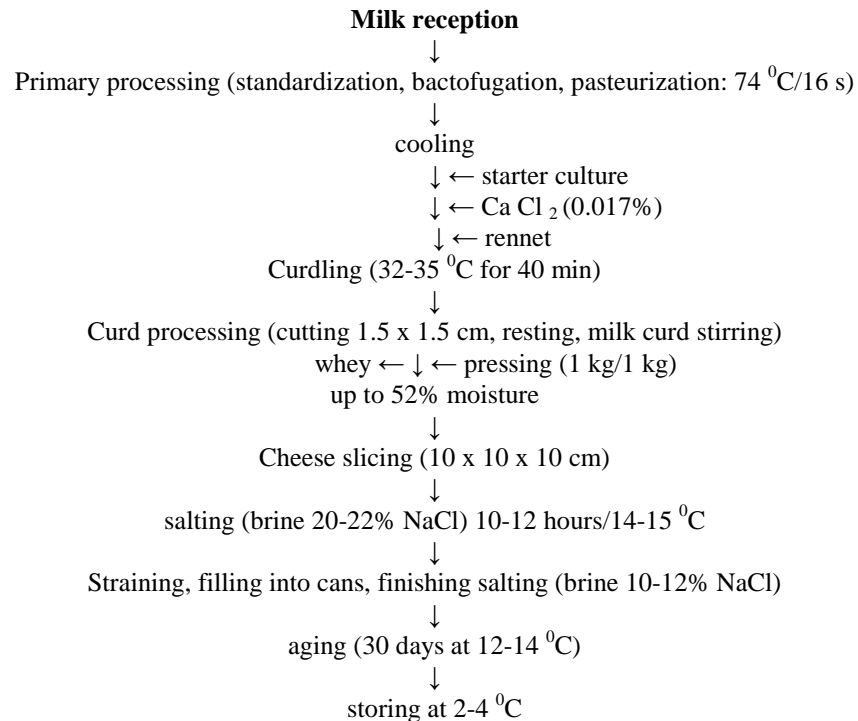 Milk reception
↓
Primary processing (standardization, bactofugation, pasteurization: 74 ⁰C/16 s)
↓
cooling
↓ ← starter culture
↓ ← Ca Cl ₂ (0.017%)
↓ ← rennet
Curdling (32-35 ⁰C for 40 min)
↓
Curd processing (cutting 1.5 x 1.5 cm, resting, milk curd stirring)
whey ← ↓ ← pressing (1 kg/1 kg)
up to 52% moisture
↓
Cheese slicing (10 x 10 x 10 cm)
↓
salting (brine 20-22% NaCl) 10-12 hours/14-15 ⁰C
↓
Straining, filling into cans, finishing salting (brine 10-12% NaCl)
↓
aging (30 days at 12-14 ⁰C)
↓
storing at 2-4 ⁰C